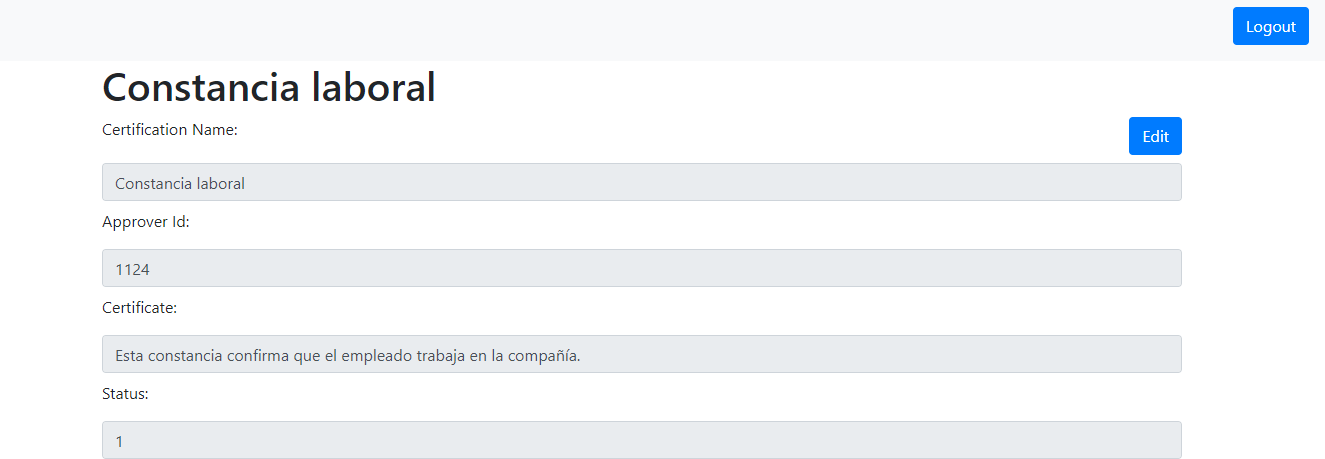 Logout
Constancia laboral
Certification Name:
Edit
Constancia laboral
Approver Id:
1124
Certificate:
Esta constancia confirma que el empleado trabaja en la compañía.
Status:
1